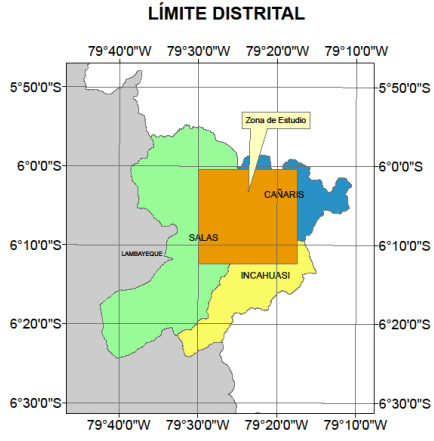 LÍMITE DISTRITAL
79°40'0"W 79°30'0"W 79°20'0"W 79°10'0"W
5°50'0"S 5°50'0"S
Zona de Estudio
6°0'0"S 6°0'0"S
CAÑARIS
SALAS
6°10'0"S 6°10'0"S
LAMBAYEQUE
INCAHUASI
6°20'0"S 6°20'0"S
6°30'0"S 6°30'0"S
79°40'0"W 79°30'0"W 79°20'0"W 79°10'0"W